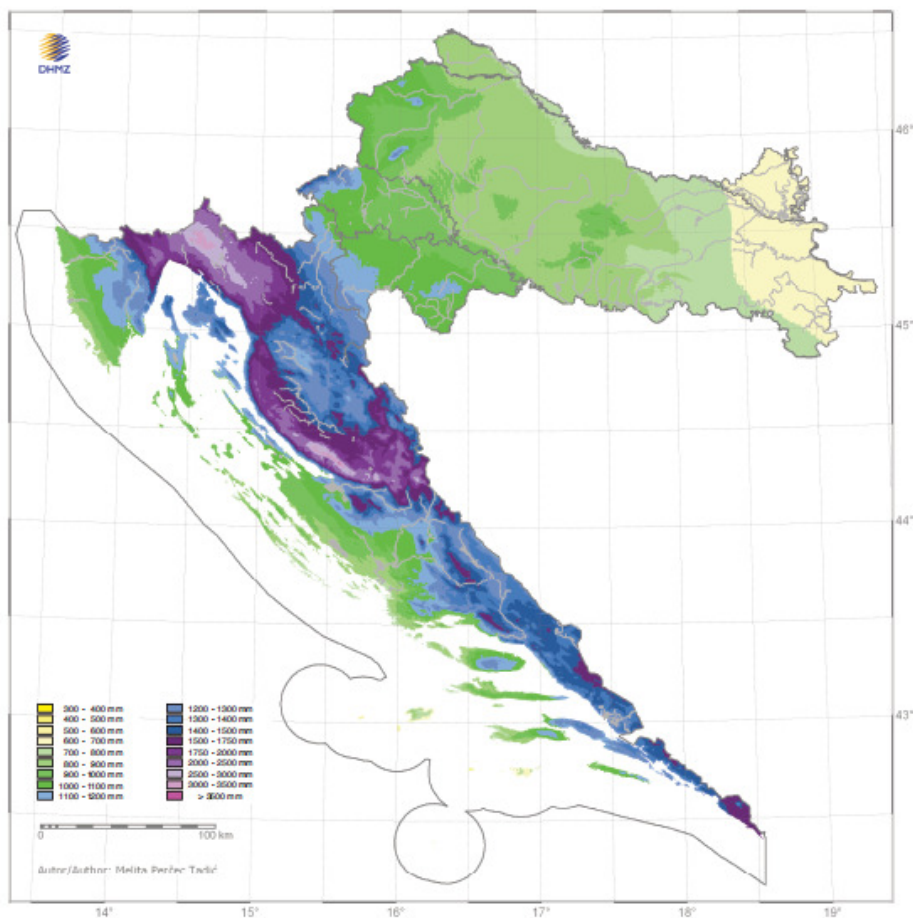 DHMZ
46°
45°
44°
43°
300 - 400 mm
400 - 500 mm
500 - 600 mm
600 - 700 mm
700 - 800 mm
800 - 900 mm
900 - 1000 mm
1000 - 1100 mm
1100 - 1200 mm
1200 - 1300 mm
1300 - 1400 mm
1400 - 1500 mm
1500 - 1750 mm
1750 - 2000 mm
2000 - 2500 mm
2500 - 3000 mm
3000 - 3500 mm
> 3500 mm
0 100 km
Autor/Author: Melita Perčec Tadić
14° 15° 16° 17° 18° 19°